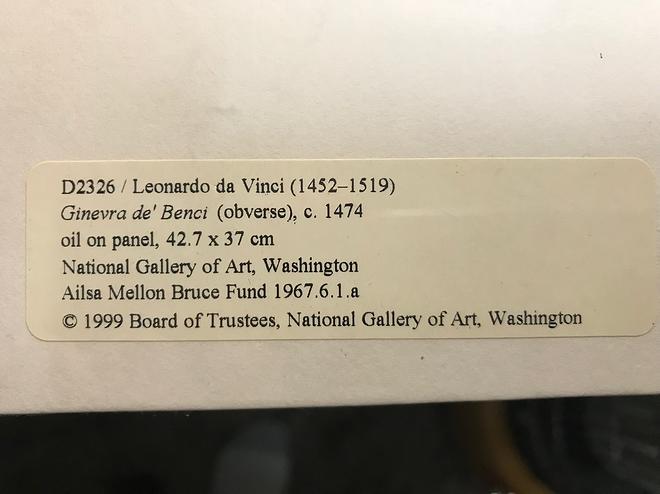 D2326 / Leonardo da Vinci (1452–1519)
Ginevra de' Benci (obverse), c. 1474
oil on panel, 42.7 x 37 cm
National Gallery of Art, Washington
Ailsa Mellon Bruce Fund 1967.6.1.a
© 1999 Board of Trustees, National Gallery of Art, Washington